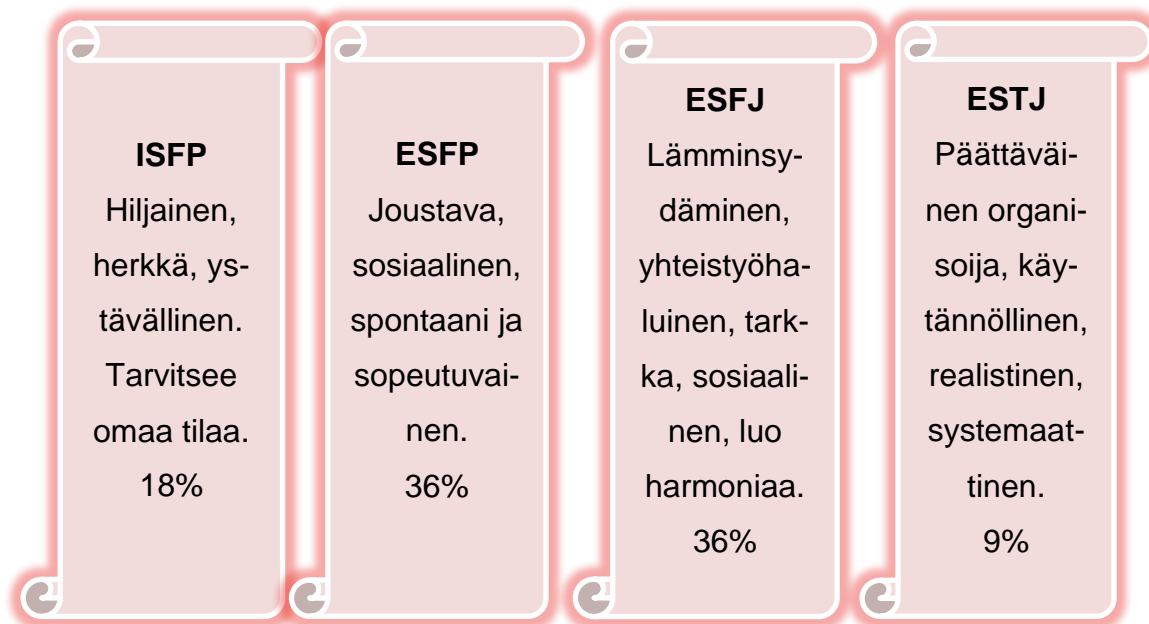 ISFP
Hiljainen,
herkkä, ys-
tävällinen.
Tarvitsee
omaa tilaa.
18%
ESFP
Joustava,
sosiaalinen,
spontaani ja
sopeutuvai-
nen.
36%
ESFJ
Lämminsy-
däminen,
yhteistyöha-
luinen, tark-
ka, sosiaali-
nen, luo
harmoniaa.
36%
ESTJ
Päättäväi-
nen organi-
soija, käy-
tännöllinen,
realistinen,
systemaat-
tinen.
9%